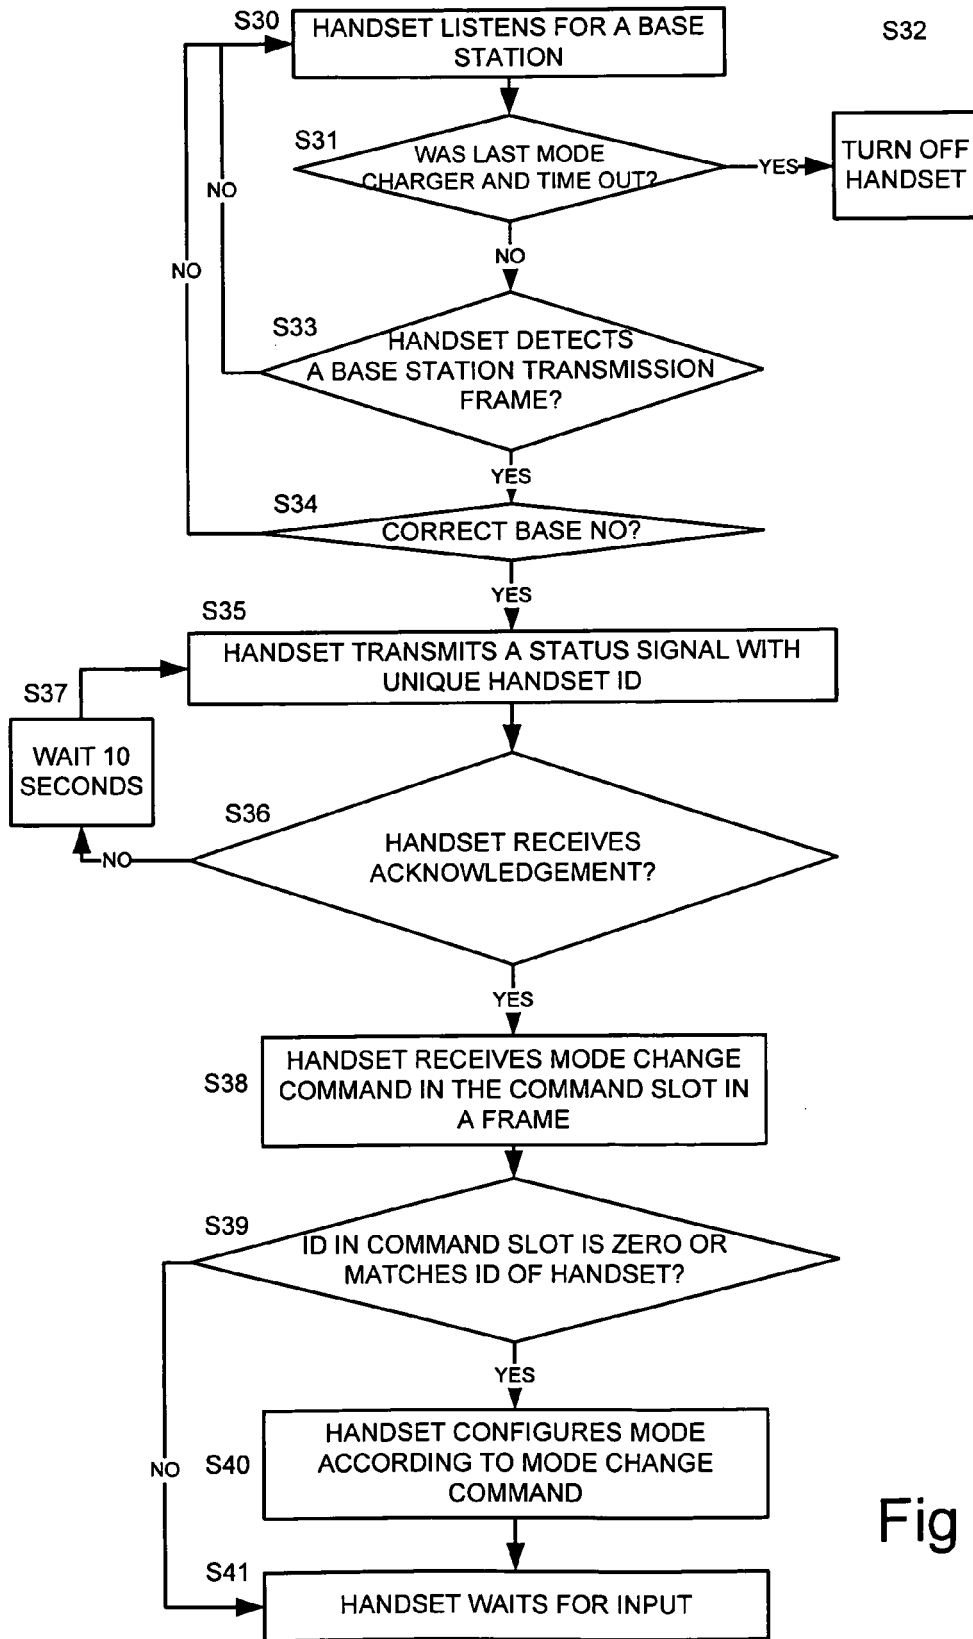 S30
HANDSET LISTENS FOR A BASE
STATION
S32
S31
WAS LAST MODE
CHARGER AND TIME OUT?
YES
TURN OFF
HANDSET
NO
NO
NO
S33
HANDSET DETECTS
A BASE STATION TRANSMISSION
FRAME?
YES
S34
CORRECT BASE NO?
YES
S35
HANDSET TRANSMITS A STATUS SIGNAL WITH
UNIQUE HANDSET ID
S37
WAIT 10
SECONDS
S36
HANDSET RECEIVES
ACKNOWLEDGEMENT?
NO
YES
S38
HANDSET RECEIVES MODE CHANGE
COMMAND IN THE COMMAND SLOT IN
A FRAME
S39
ID IN COMMAND SLOT IS ZERO OR
MATCHES ID OF HANDSET?
YES
NO
S40
HANDSET CONFIGURES MODE
ACCORDING TO MODE CHANGE
COMMAND
Fig
S41
HANDSET WAITS FOR INPUT